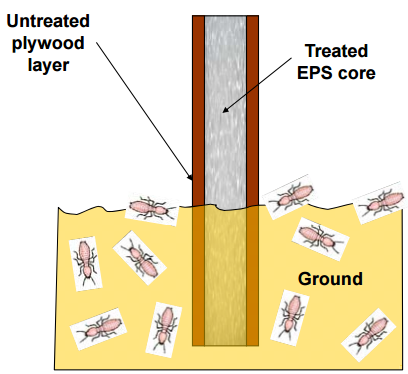 Untreated
plywood
layer
Treated
EPS core
Ground